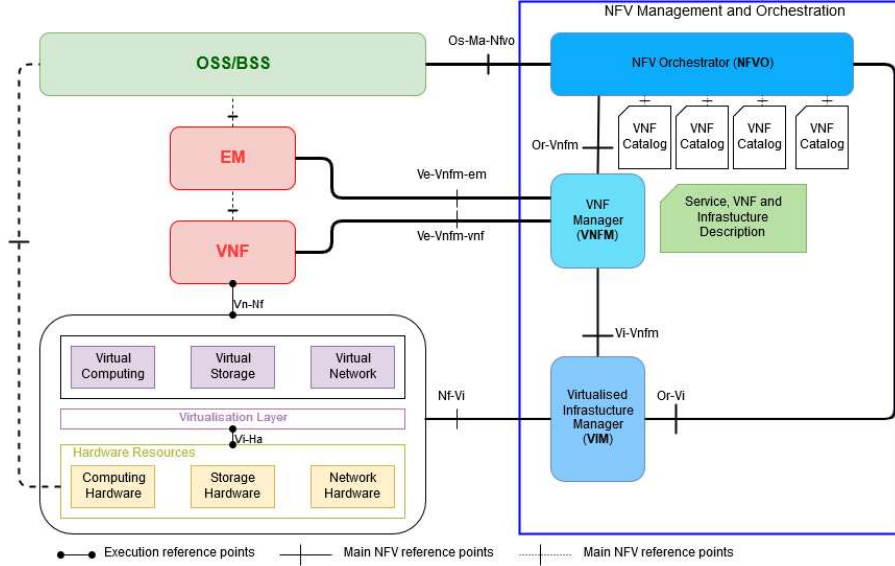 NFV Management and Orchestration
OSS/BSS
Os-Ma-Nfvo
NFV Orchestrator (NFVO)
VNF
Catalog
VNF
Catalog
VNF
Catalog
VNF
Catalog
Or-Vnfm
EM
Ve-Vnfm-em
VNF
Manager
(VNFM)
Service, VNF and
Infrastucture
Description
VNF
Ve-Vnfm-vnf
Vn-Nf
Vi-Vnfm
Virtual
Computing
Virtual
Storage
Virtual
Network
Virtualisation Layer
Vi-Ha
Nf-Vi
Virtualised
Infrastucture
Manager
(VIM)
Or-Vi
Hardware Resources
Computing
Hardware
Storage
Hardware
Network
Hardware
Execution reference points
Main NFV reference points
Main NFV reference points